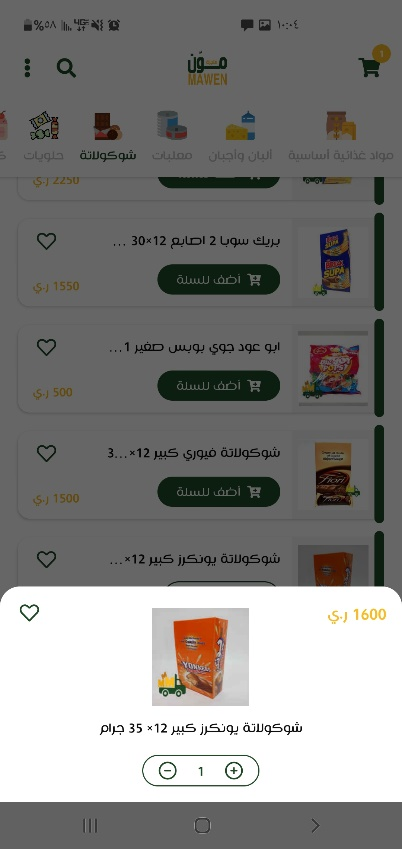 %٥٨ ١٠:٠٤
موّن
MAWEN
1
مواد غذائية أساسية ألبان وأجبان معلبات شوكولاتة حلويات
2250 ر.ي
بريك سوبا 2 اصابع 12×30 ...
أضف للسلة
1550 ر.ي
ابو عود جوي بوبس صغير 1...
أضف للسلة
500 ر.ي
شوكولاتة فيوري كبير 12×...3
أضف للسلة
1500 ر.ي
شوكولاتة يونكرز كبير 12×...
1600 ر.ي
شوكولاتة يونكرز كبير 12× 35 جرام
1